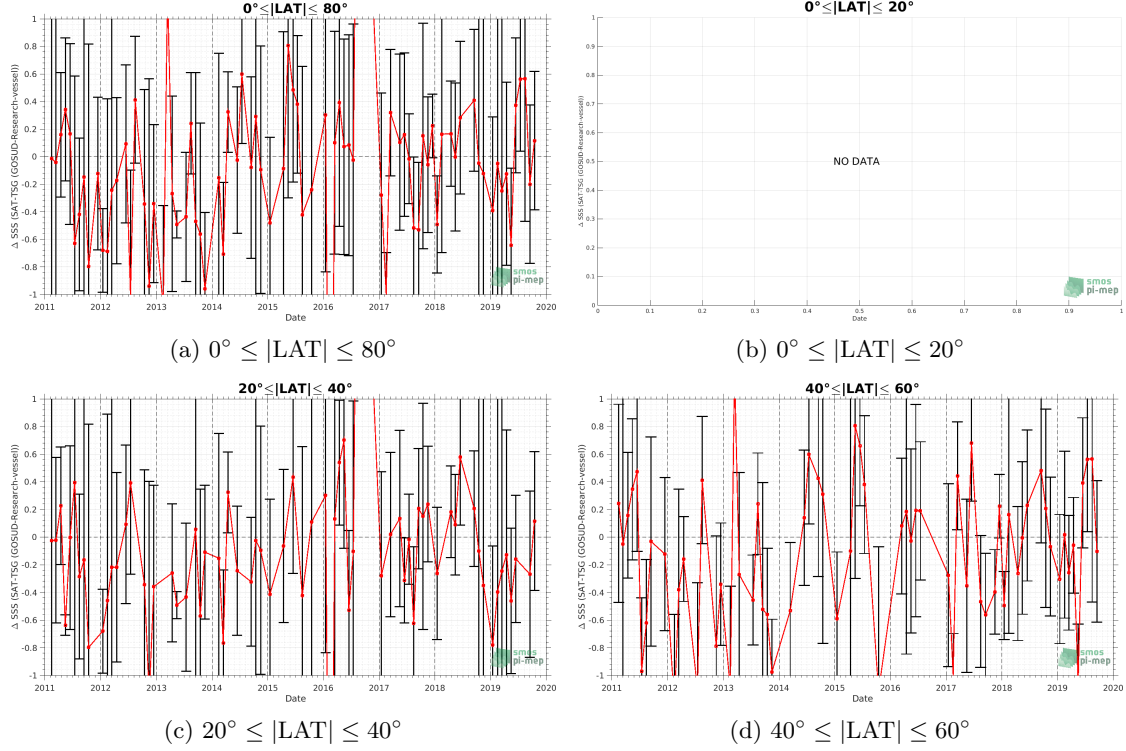 0°≤|LAT|≤ 80°
Δ SSS (SAT-TSG (GOSUD-Research-vessel))
1
0.8
0.6
0.4
0.2
0
-0.2
-0.4
-0.6
-0.8
-1
2011 2012 2013 2014 2015 2016 2017 2018 2019 2020
Date
smos
pi-mep
(a) 0° ≤ |LAT| ≤ 80°
0°≤|LAT|≤ 20°
Δ SSS (SAT-TSG (GOSUD-Research-vessel))
1
0.9
0.8
0.7
0.6
0.5
0.4
0.3
0.2
0.1
0
NO DATA
0 0.1 0.2 0.3 0.4 0.5 0.6 0.7 0.8 0.9 1
Date
smos
pi-mep
(b) 0° ≤ |LAT| ≤ 20°
20°≤|LAT|≤ 40°
Δ SSS (SAT-TSG (GOSUD-Research-vessel))
1
0.8
0.6
0.4
0.2
0
-0.2
-0.4
-0.6
-0.8
-1
2011 2012 2013 2014 2015 2016 2017 2018 2019 2020
Date
smos
pi-mep
(c) 20° ≤ |LAT| ≤ 40°
40°≤|LAT|≤ 60°
Δ SSS (SAT-TSG (GOSUD-Research-vessel))
1
0.8
0.6
0.4
0.2
0
-0.2
-0.4
-0.6
-0.8
-1
2011 2012 2013 2014 2015 2016 2017 2018 2019 2020
Date
smos
pi-mep
(d) 40° ≤ |LAT| ≤ 60°